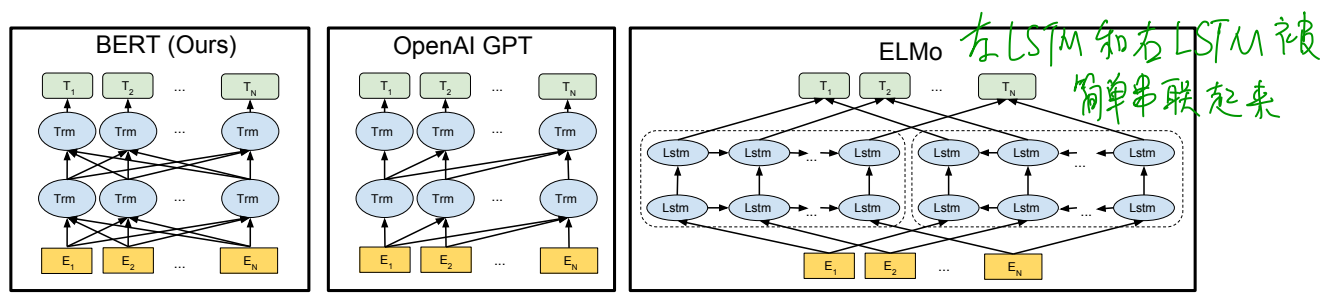 BERT (Ours)
T1 T2 ... TN
Trm Trm ... Trm
Trm Trm ... Trm
E1 E2 ... EN
OpenAI GPT
T1 T2 ... TN
Trm Trm ... Trm
Trm Trm ... Trm
E1 E2 ... EN
ELMo
左LSTM和右LSTM被
简单串联起来
T1 T2 ... TN
Lstm Lstm ... Lstm Lstm Lstm ... Lstm
Lstm Lstm ... Lstm Lstm Lstm ... Lstm
E1 E2 ... EN